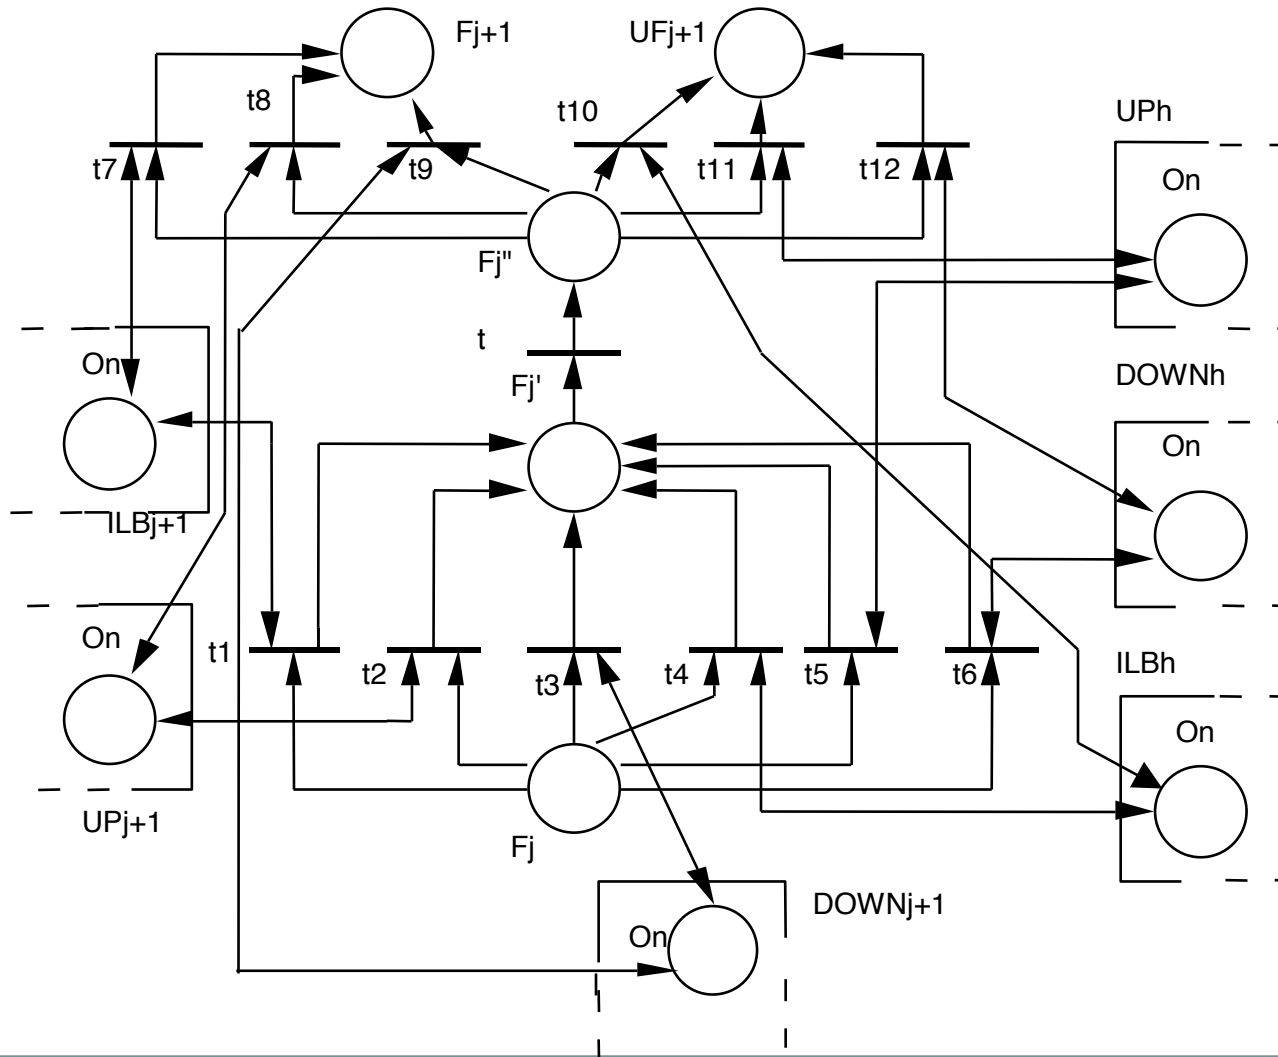 Fj+1
UFj+1
t8
t10
UPh
t7
t9
t11
t12
On
Fj"
t
On
Fj'
DOWNh
On
ILBj+1
On
t1
t2
t3
t4
t5
t6
ILBh
On
UPj+1
Fj
DOWNj+1
On